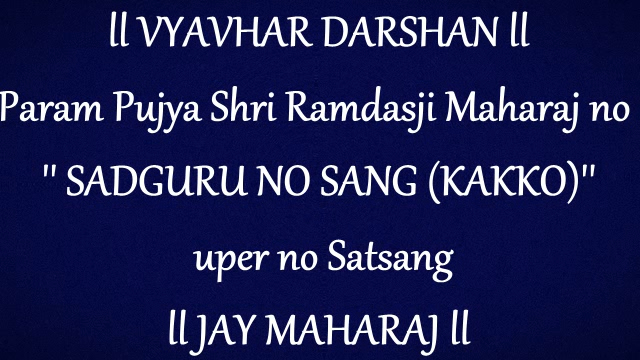 ll VYAVHAR DARSHAN ll
Param Pujya Shri Ramdasji Maharaj no
" SADGURU NO SANG (KAKKO)"
uper no Satsang
ll JAY MAHARAJ ll